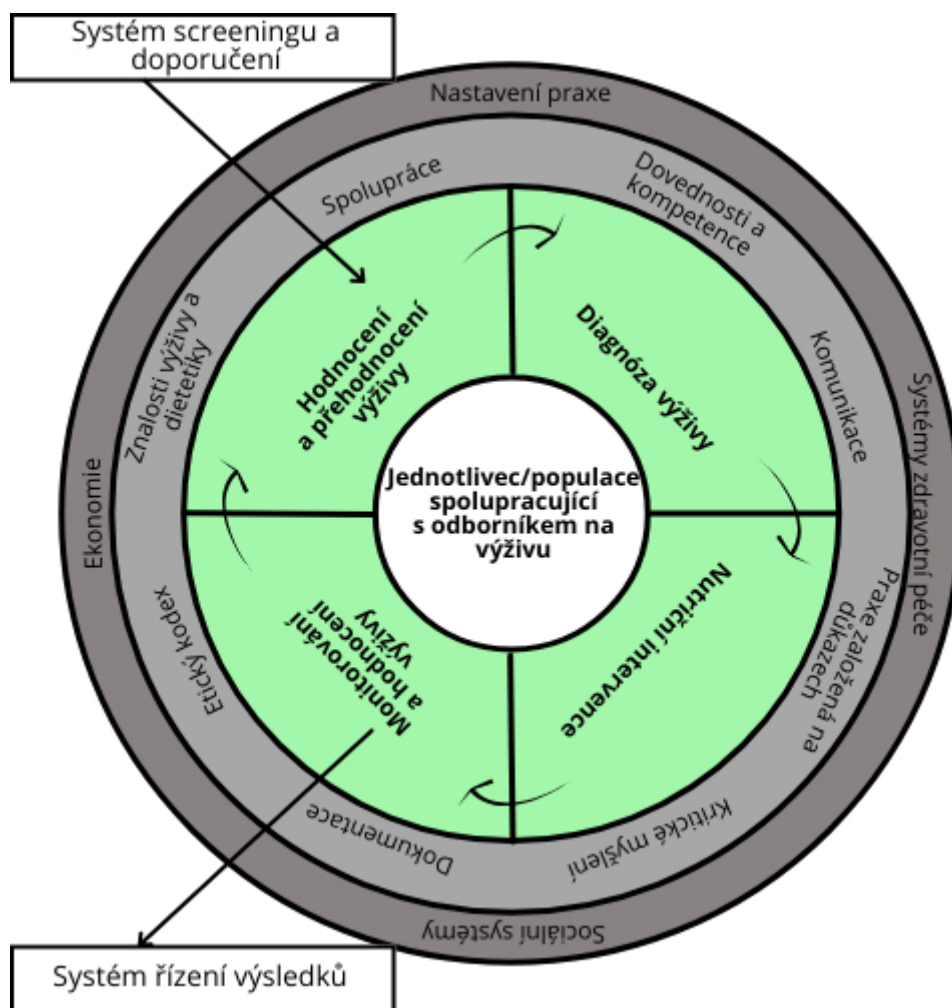 Systém screeningu a
doporučení
Nastavení praxe
Spolupráce
Dovednosti a
kompetence
Znalosti výživy a
dietetiky
Hodnocení
a přehodnocení
výživy
Diagnóza výživy
Komunikace
Systémy zdravotní péče
Ekonomie
Jednotlivec/populace
spolupracující
s odborníkem na
výživu
Etický kodex
Monitorování
a hodnocení
výživy
Nutriční intervence
Praxe založená na
důkazech
Dokumentace
Kritické myšlení
Sociální systémy
Systém řízení výsledků